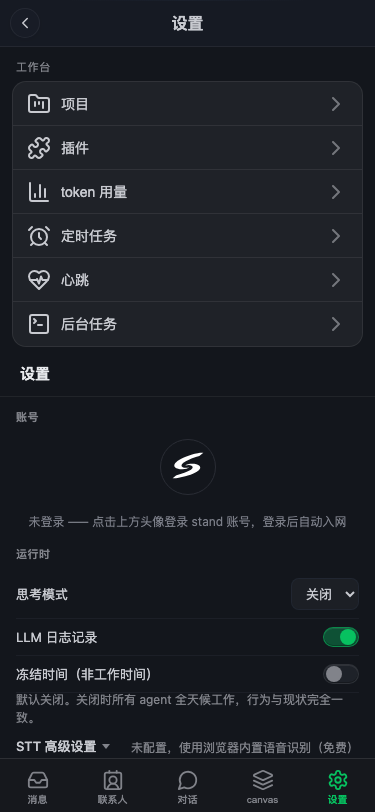 设置
工作台
项目
插件
token 用量
定时任务
心跳
后台任务
设置
账号
未登录 —— 点击上方头像登录 stand 账号，登录后自动入网
运行时
思考模式 关闭
LLM 日志记录
冻结时间（非工作时间）
默认关闭。关闭时所有 agent 全天候工作，行为与现状完全一
致。
STT 高级设置 未配置，使用浏览器内置语音识别（免费）
消息 联系人 对话 canvas 设置